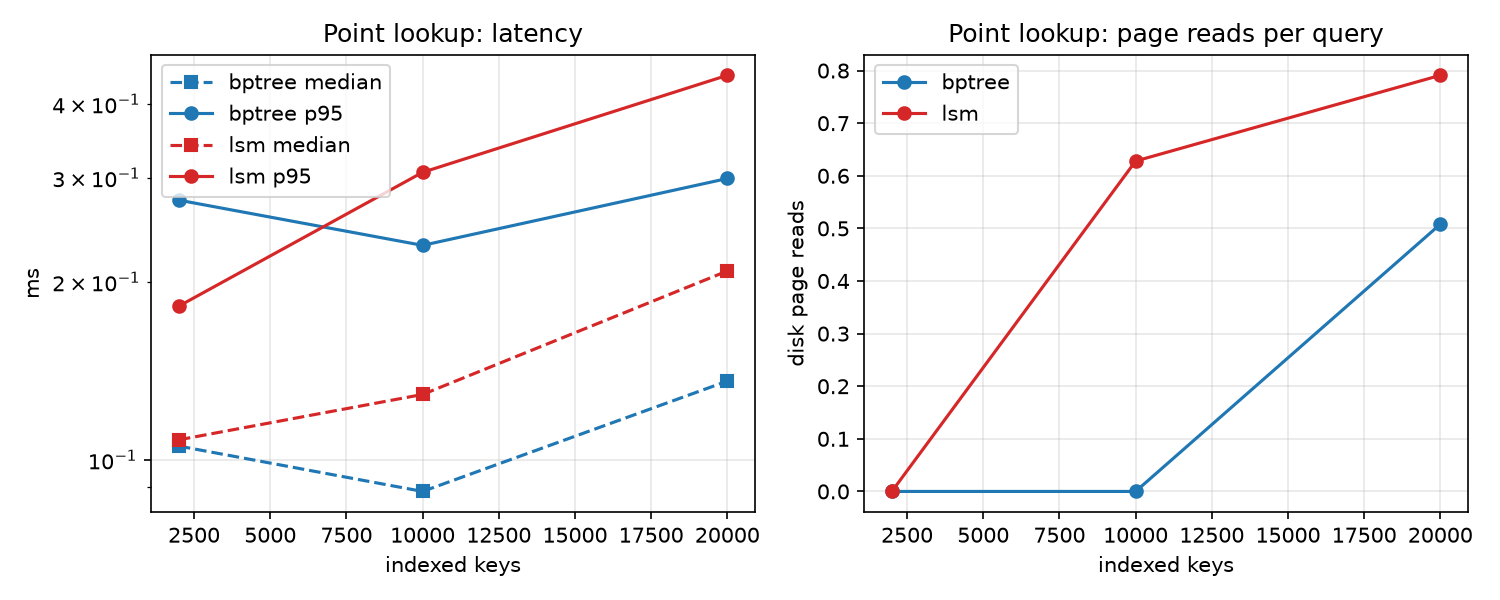 Point lookup: latency
bptree median
bptree p95
lsm median
lsm p95
4 × 10⁻¹
3 × 10⁻¹
2 × 10⁻¹
10⁻¹
ms
2500 5000 7500 10000 12500 15000 17500 20000
indexed keys
Point lookup: page reads per query
bptree
lsm
0.8
0.7
0.6
0.5
0.4
0.3
0.2
0.1
0.0
disk page reads
2500 5000 7500 10000 12500 15000 17500 20000
indexed keys